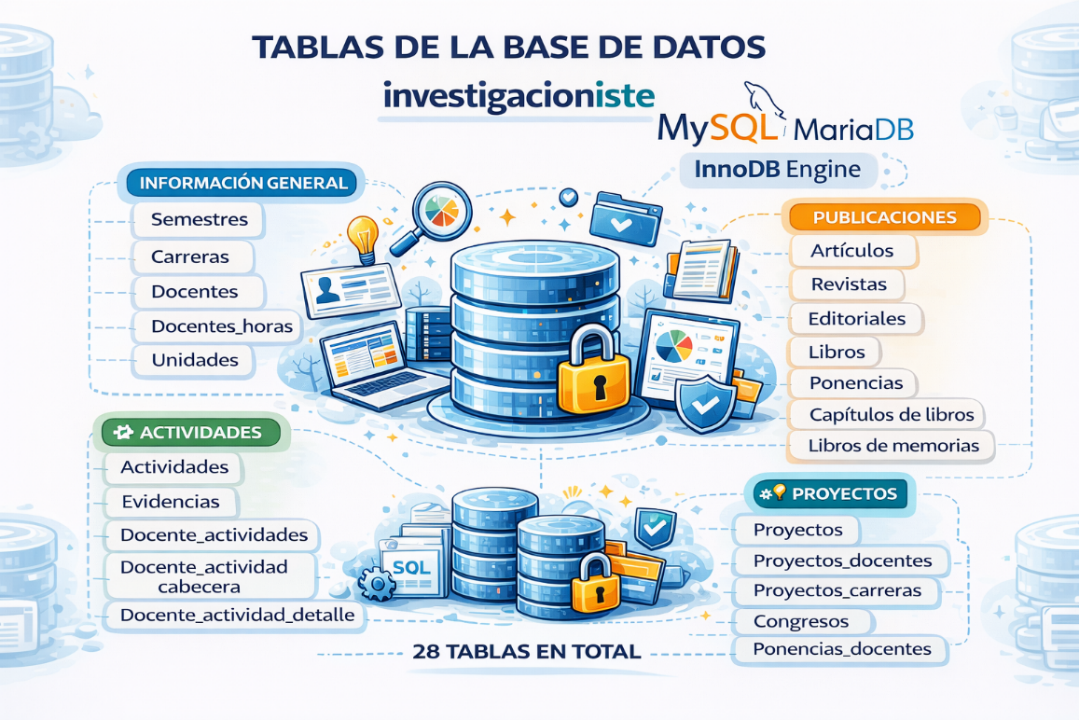 TABLAS DE LA BASE DE DATOS
investigacioniste
MySQL MariaDB
InnoDB Engine
INFORMACIÓN GENERAL
Semestres
Carreras
Docentes
Docentes_horas
Unidades
PUBLICACIONES
Artículos
Revistas
Editoriales
Libros
Ponencias
Capítulos de libros
Libros de memorias
ACTIVIDADES
Actividades
Evidencias
Docente_actividades
Docente_actividad
cabecera
Docente_actividad_detalle
SQL
PROYECTOS
Proyectos
Proyectos_docentes
Proyectos_carreras
Congresos
Ponencias_docentes
28 TABLAS EN TOTAL